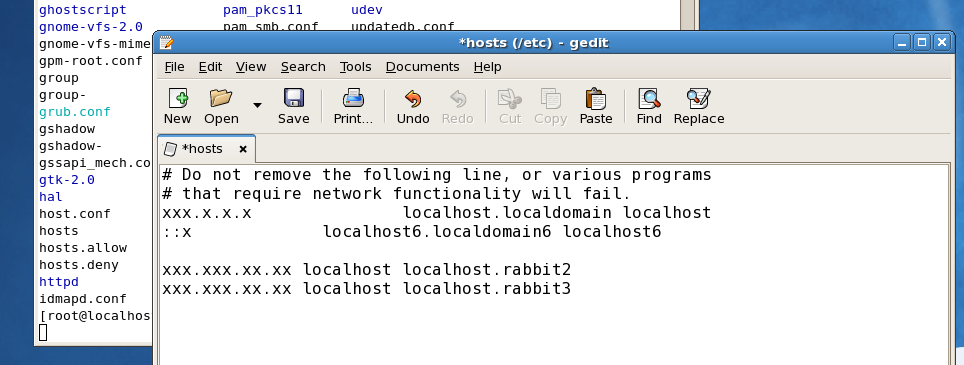 ghostscript pam_pkcs11 udev
gnome-vfs-2.0 pam_smb.conf updatedb.conf
gnome-vfs-mime
gpm-root.conf
group
group-
grub.conf
gshadow
gshadow-
gssapi_mech.co
gtk-2.0
hal
host.conf
hosts
hosts.allow
hosts.deny
httpd
idmapd.conf
[root@localhos
*hosts (/etc) - gedit
File Edit View Search Tools Documents Help
New Open Save Print... Undo Redo Cut Copy Paste Find Replace
*hosts
# Do not remove the following line, or various programs
# that require network functionality will fail.
xxx.x.x.x localhost.localdomain localhost
::x localhost6.localdomain6 localhost6
xxx.xxx.xx.xx localhost localhost.rabbit2
xxx.xxx.xx.xx localhost localhost.rabbit3